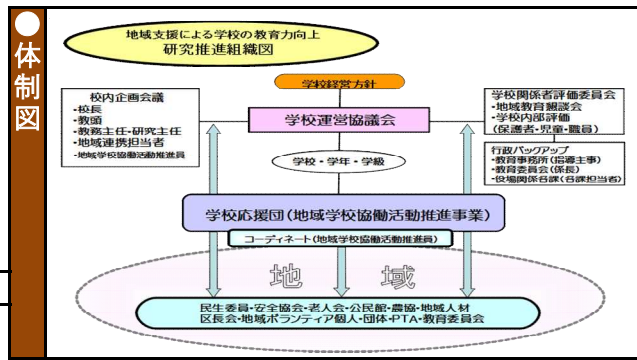 ●体制図
地域支援による学校の教育力向上
研究推進組織図
学校経営方針
校内企画会議
・校長
・教頭
・教務主任・研究主任
・地域連携担当者
・地域学校協働活動推進員
学校運営協議会
学校関係者評価委員会
・地域教育懇談会
・学校内部評価
(保護者・児童・職員)
学校・学年・学級
行政バックアップ
・教育事務所(指導主事)
・教育委員会(係長)
・役場関係各課(各課担当者)
学校応援団(地域学校協働活動推進事業)
コーディネート(地域学校協働活動推進員)
地域
民生委員・安全協会・老人会・公民館・農協・地域人材
区長会・地域ボランティア個人・団体・PTA・教育委員会